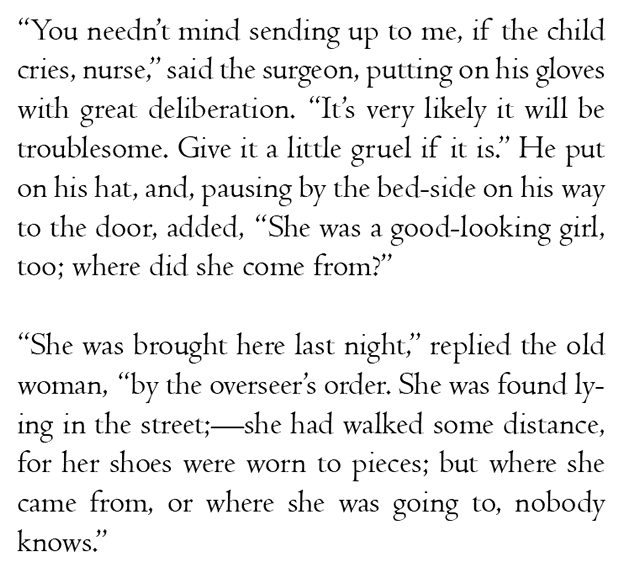 “You needn’t mind sending up to me, if the child
cries, nurse,” said the surgeon, putting on his gloves
with great deliberation. “It’s very likely it will be
troublesome. Give it a little gruel if it is.” He put
on his hat, and, pausing by the bed-side on his way
to the door, added, “She was a good-looking girl,
too; where did she come from?”
“She was brought here last night,” replied the old
woman, “by the overseer’s order. She was found ly-
ing in the street;—she had walked some distance,
for her shoes were worn to pieces; but where she
came from, or where she was going to, nobody
knows.”